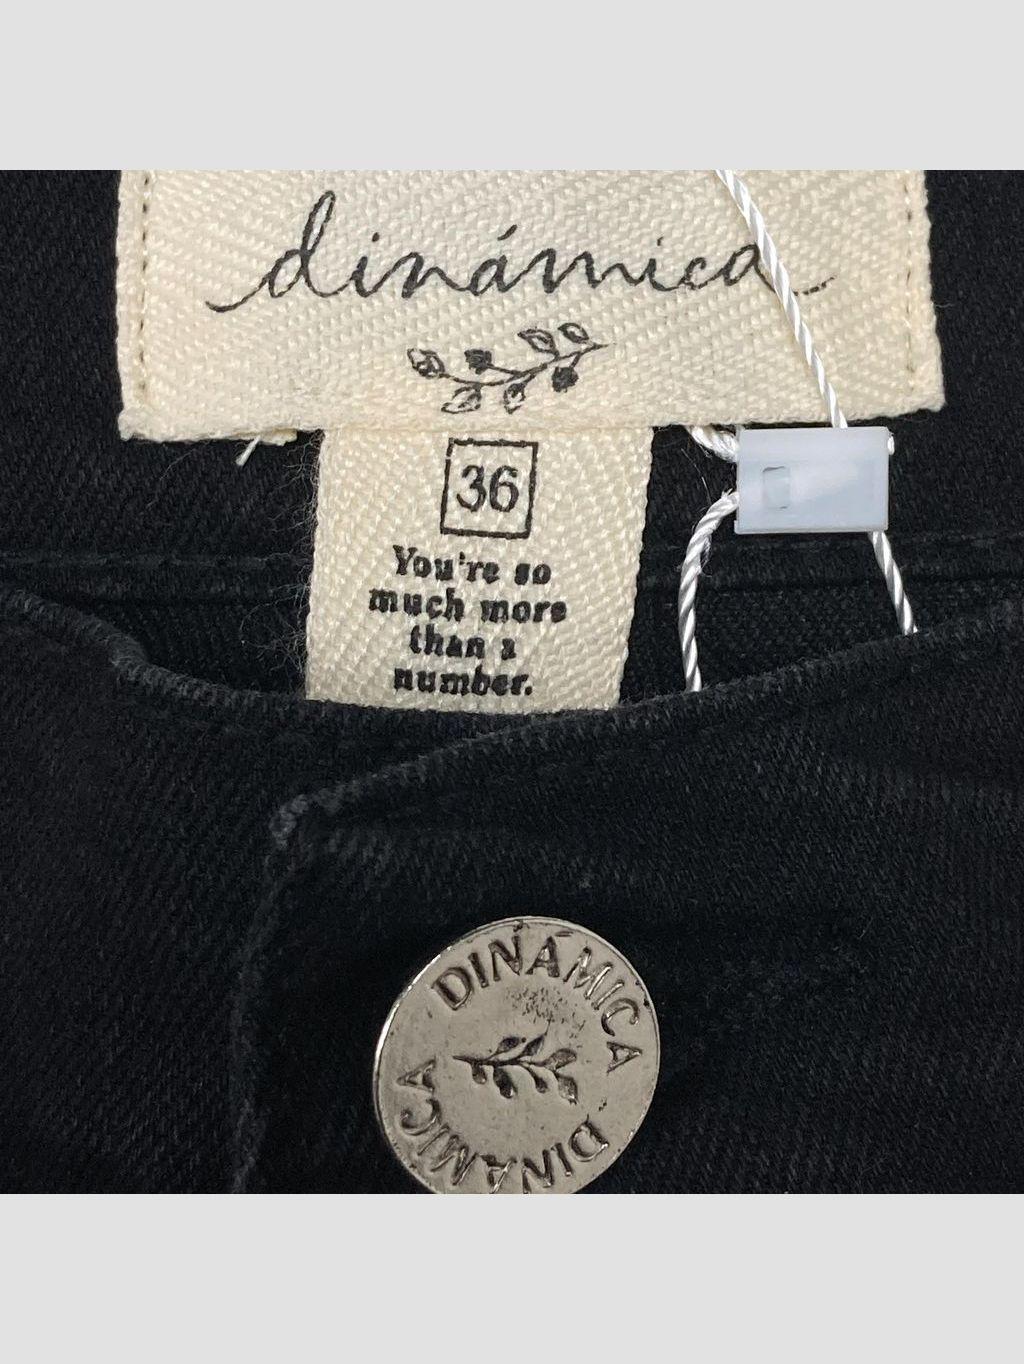 dinámica
36
You're so
much more
than a
number.
DINÁMICA
DINÁMICA